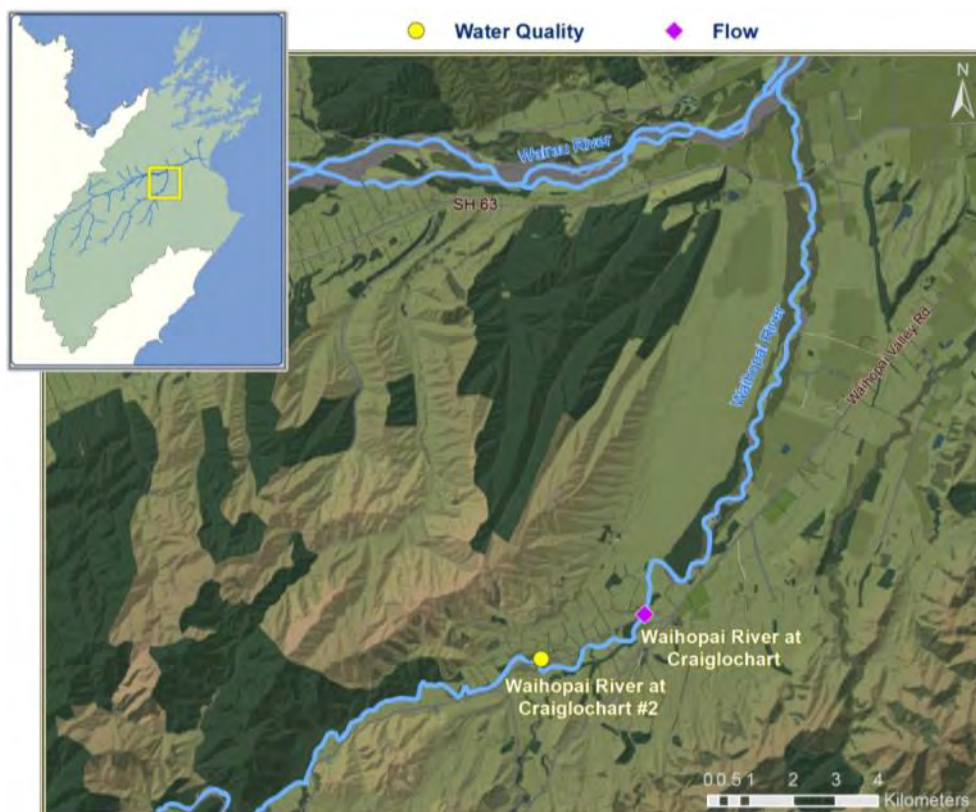 Water Quality
Flow
N
Wairau River
SH 63
Waihopai River
Waihopai Valley Rd.
Waihopai River at
Craiglochart
Waihopai River at
Craiglochart #2
0 0.5 1 2 3 4
Kilometers